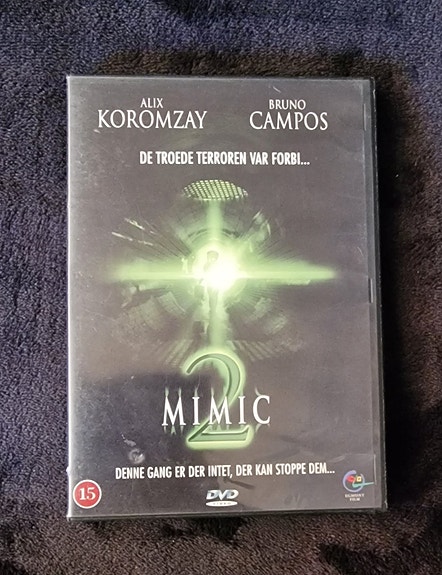 ALIX
KOROMZAY
BRUNO
CAMPOS
DE TROEDE TERROREN VAR FORBI...
2
MIMIC
DENNE GANG ER DER INTET, DER KAN STOPPE DEM...
15
DVD
VIDEO